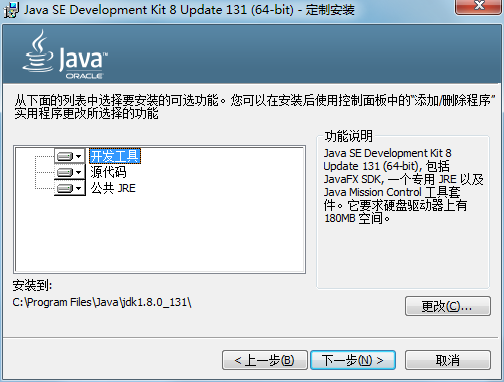 Java SE Development Kit 8 Update 131 (64-bit) - 定制安装
Java
ORACLE
从下面的列表中选择要安装的可选功能。您可以在安装后使用控制面板中的“添加/删除程序”
实用程序更改所选择的功能
开发工具
源代码
公共 JRE
功能说明
Java SE Development Kit 8
Update 131 (64-bit), 包括
JavaFX SDK, 一个专用 JRE 以及
Java Mission Control 工具套
件。它要求硬盘驱动器上有
180MB 空间。
安装到:
C:\Program Files\Java\jdk1.8.0_131\
更改(C)...
< 上一步(B)
下一步(N) >
取消